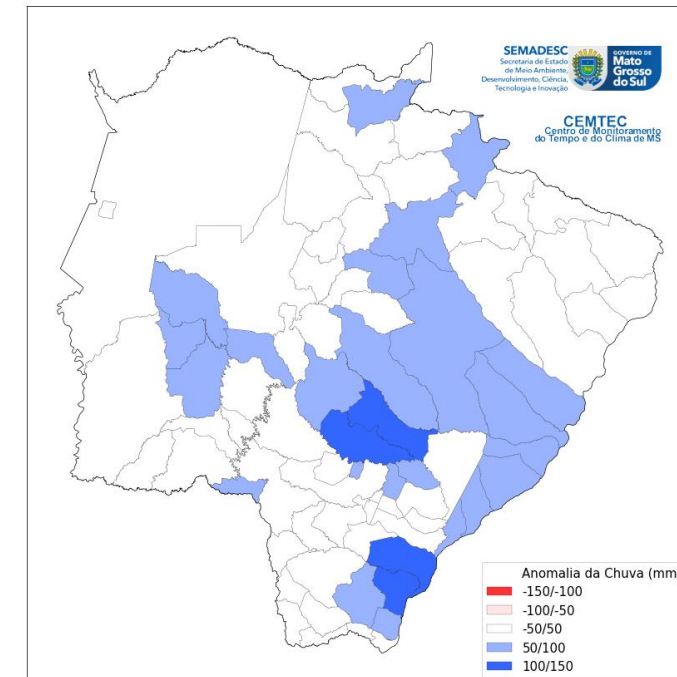 SEMADESC
Secretaria de Estado
de Meio Ambiente,
Desenvolvimento, Ciência,
Tecnologia e Inovação
GOVERNO DE
Mato
Grosso
do Sul
CEMTEC
Centro de Monitoramento
do Tempo e do Clima de MS
Anomalia da Chuva (mm
-150/-100
-100/-50
-50/50
50/100
100/150